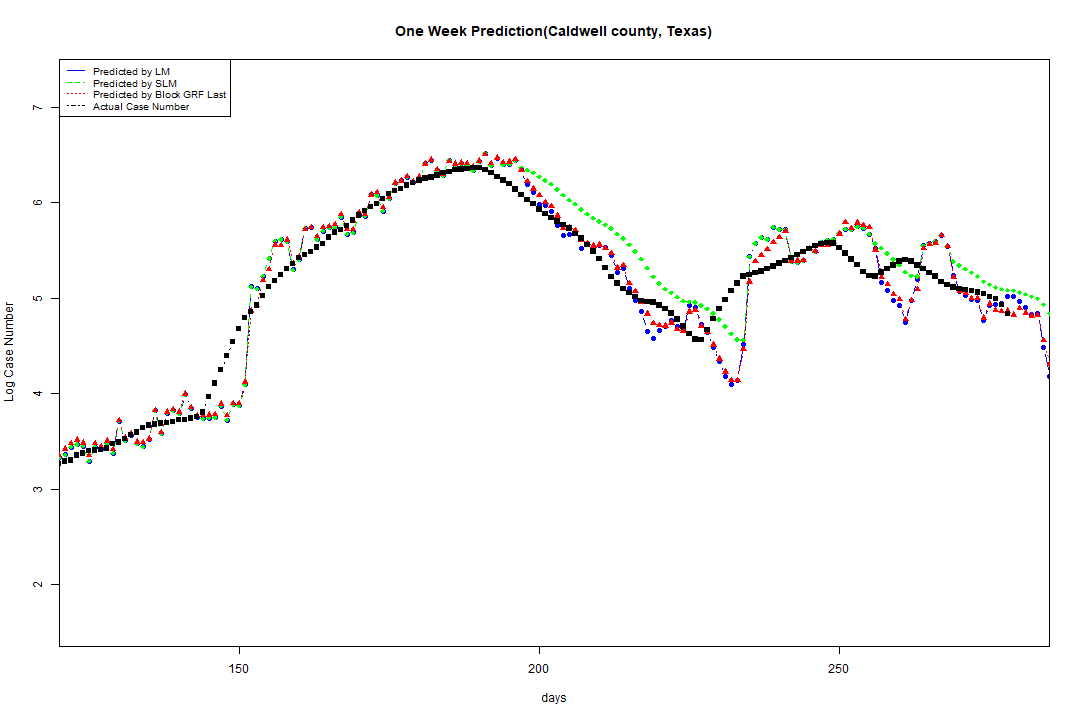 One Week Prediction(Caldwell county, Texas)
Predicted by LM
Predicted by SLM
Predicted by Block GRF Last
Actual Case Number
7
6
5
4
3
2
Log Case Number
150 200 250
days